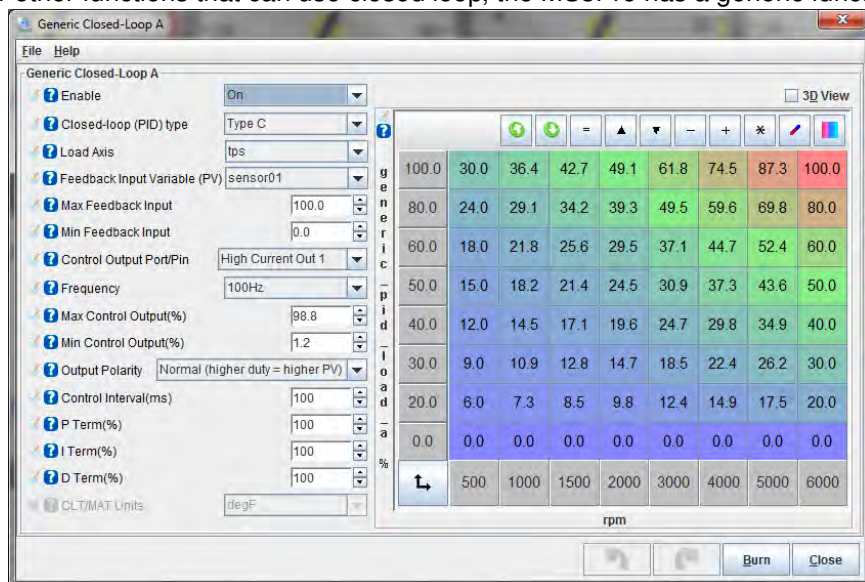 other functions that can use closed loop, the
has a generic
Generic Closed-Loop A
File Help
Generic Closed-Loop A
Enable On
Closed-loop (PID) type Type C
Load Axis tps
Feedback Input Variable (PV) sensor01
Max Feedback Input 100.0
Min Feedback Input 0.0
Control Output Port/Pin High Current Out 1
Frequency 100Hz
Max Control Output(%) 98.8
Min Control Output(%) 1.2
Output Polarity Normal (higher duty = higher PV)
Control Interval(ms) 100
P Term(%) 100
I Term(%) 100
D Term(%) 100
CLT/MAT Units degF
3D View
= - + *
generic_pid_load_a %
100.0 30.0 36.4 42.7 49.1 61.8 74.5 87.3 100.0
80.0 24.0 29.1 34.2 39.3 49.5 59.6 69.8 80.0
60.0 18.0 21.8 25.6 29.5 37.1 44.7 52.4 60.0
50.0 15.0 18.2 21.4 24.5 30.9 37.3 43.6 50.0
40.0 12.0 14.5 17.1 19.6 24.7 29.8 34.9 40.0
30.0 9.0 10.9 12.8 14.7 18.5 22.4 26.2 30.0
20.0 6.0 7.3 8.5 9.8 12.4 14.9 17.5 20.0
0.0 0.0 0.0 0.0 0.0 0.0 0.0 0.0 0.0
500 1000 1500 2000 3000 4000 5000 6000
rpm
Burn Close